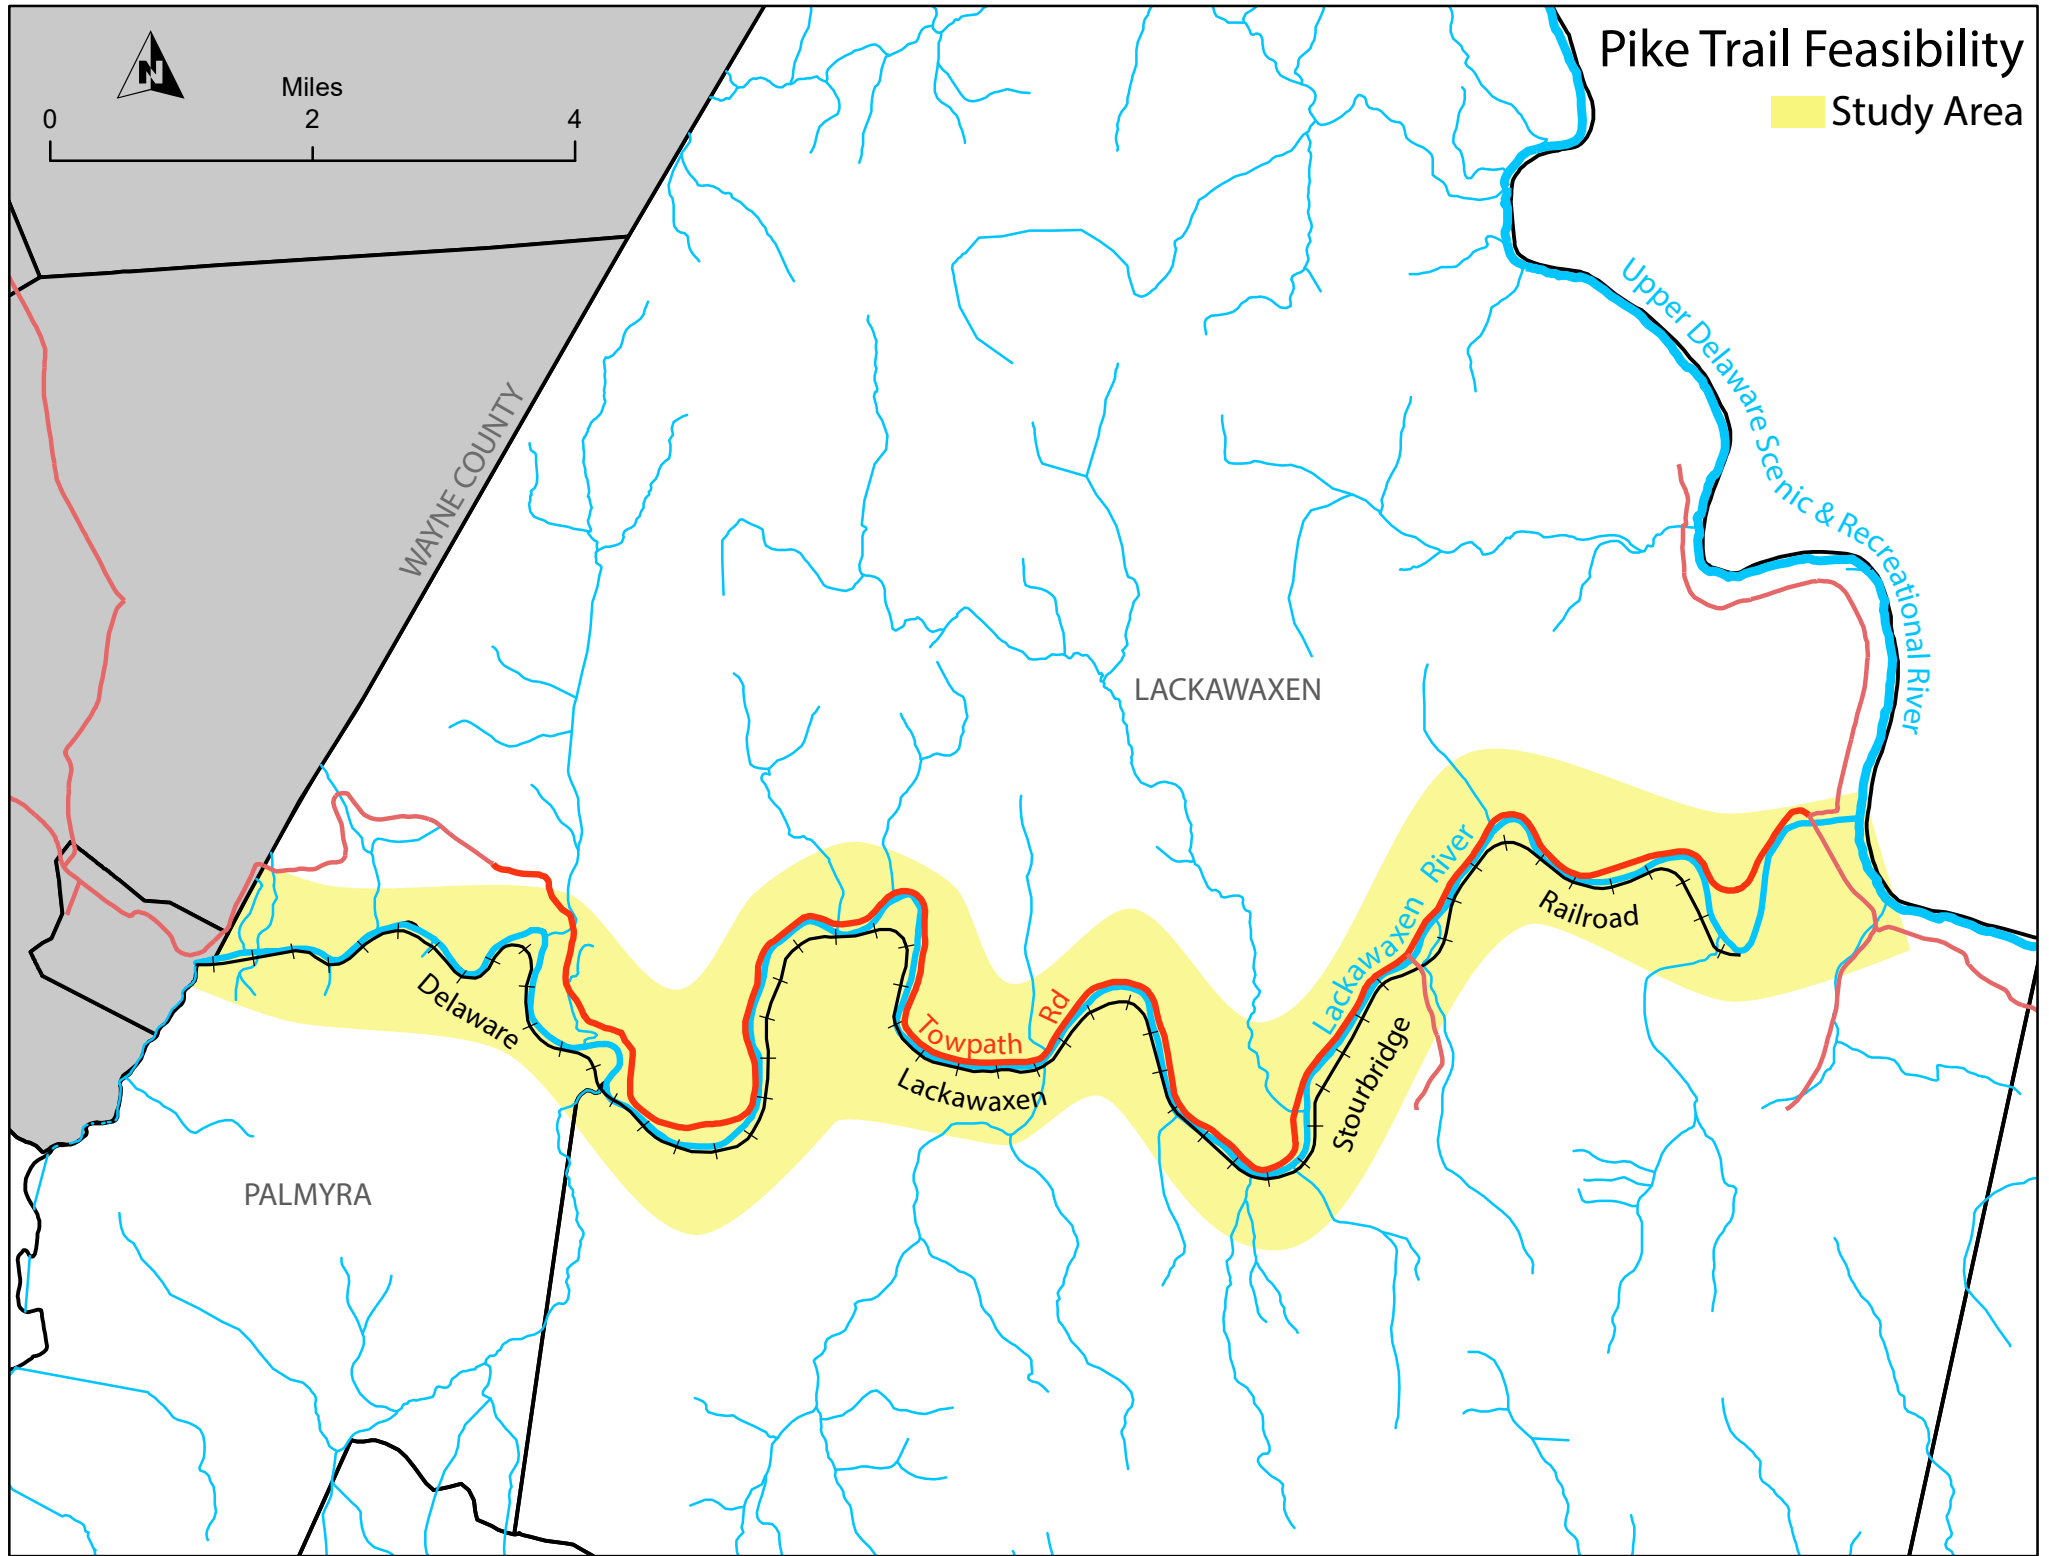 Pike Trail Feasibility
Study Area
N
Miles
0 2 4
WAYNE COUNTY
Upper Delaware Scenic & Recreational River
LACKAWAXEN
Lackawaxen River
Railroad
Delaware
Towpath Rd
Lackawaxen
Stourbridge
PALMYRA